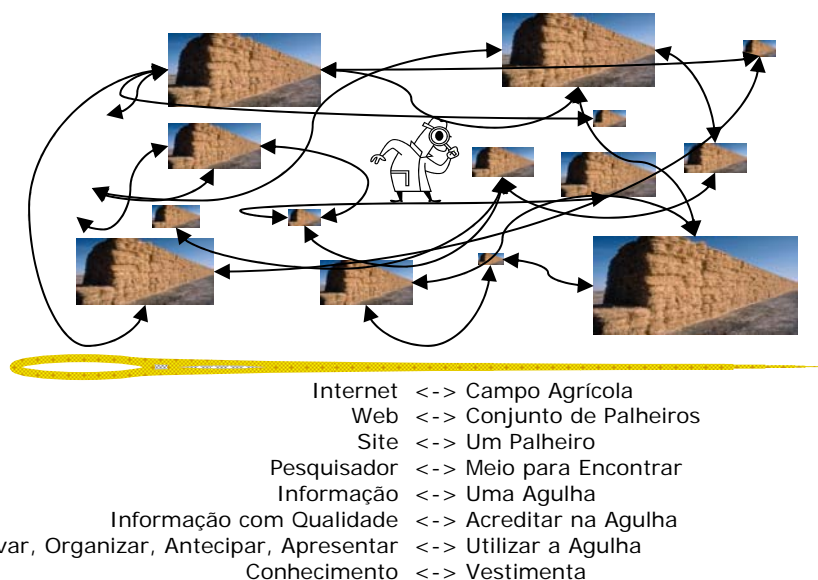 Internet <-> Campo Agrícola
Web <-> Conjunto de Palheiros
Site <-> Um Palheiro
Pesquisador <-> Meio para Encontrar
Informação <-> Uma Agulha
Informação com Qualidade <-> Acreditar na Agulha
Organizar, Antecipar, Apresentar <-> Utilizar a Agulha
Conhecimento <-> Vestimenta